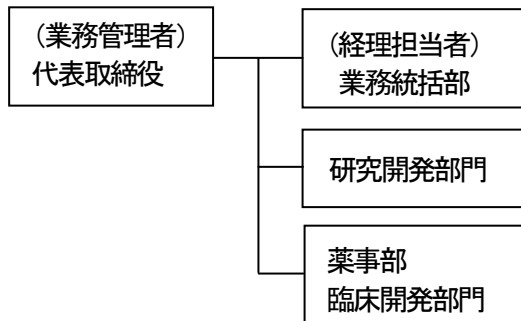 （業務管理者）
代表取締役
（経理担当者）
業務統括部
研究開発部門
薬事部
臨床開発部門